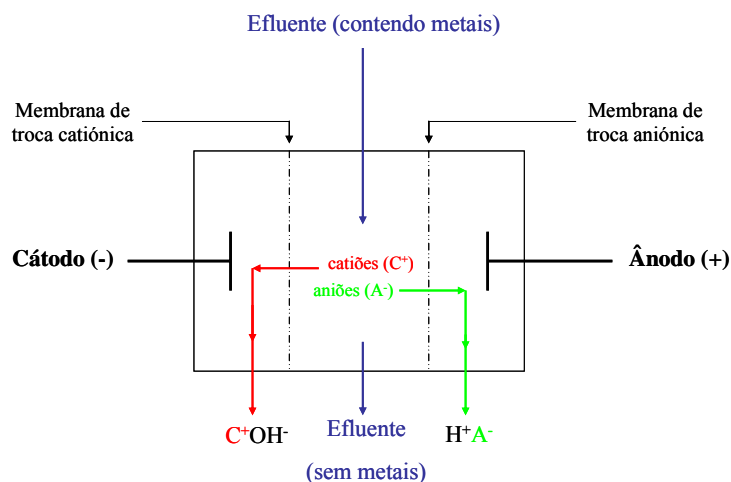 Efluente (contendo metais)
Membrana de
troca catiónica
Membrana de
troca aniónica
Cátodo (-)
catiões (C⁺)
aniões (A⁻)
Ânodo (+)
C⁺OH⁻
Efluente
(sem metais)
H⁺A⁻